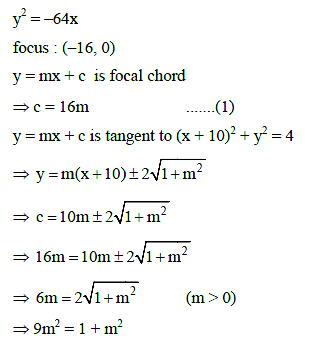 y² = –64x
focus : (–16, 0)
y = mx + c is focal chord
⇒ c = 16m .......(1)
y = mx + c is tangent to (x + 10)² + y² = 4
⇒ y = m(x + 10) ± 2√(1 + m²)
⇒ c = 10m ± 2√(1 + m²)
⇒ 16m = 10m ± 2√(1 + m²)
⇒ 6m = 2√(1 + m²) (m > 0)
⇒ 9m² = 1 + m²